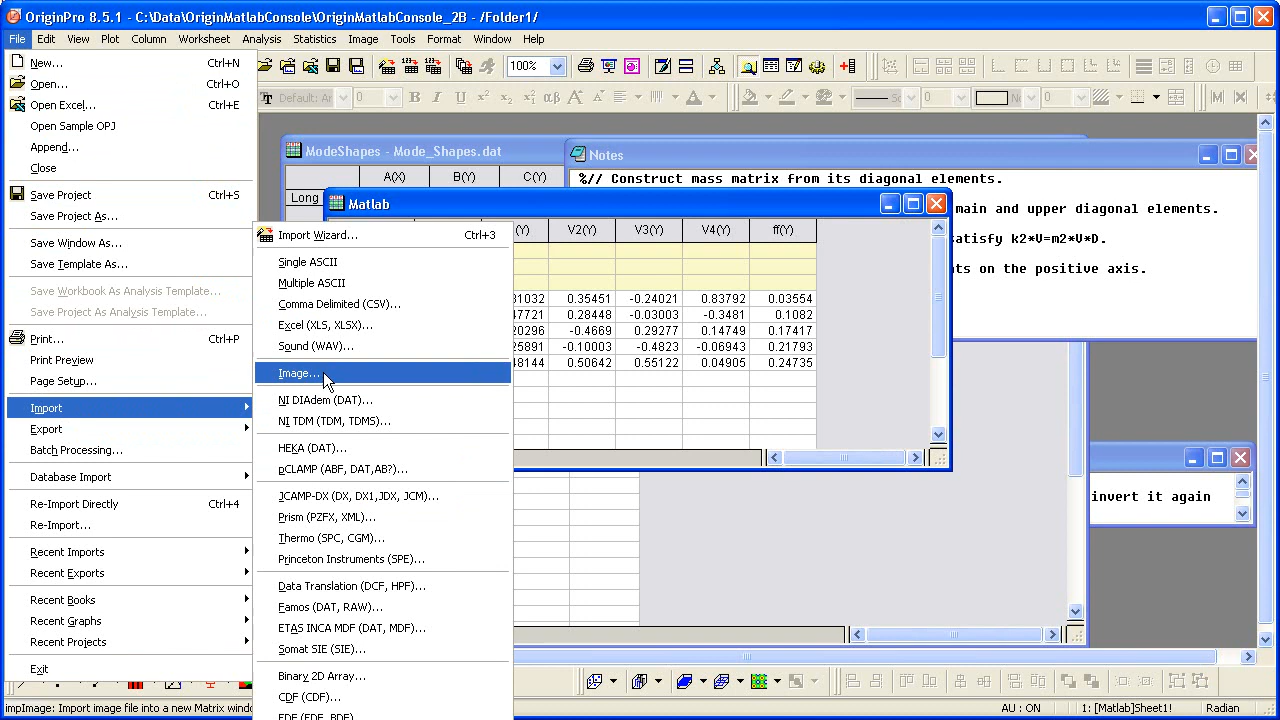 OriginPro 8.5.1 - C:\Data\OriginMatlabConsole\OriginMatlabConsole_2B - /Folder1/
File Edit View Plot Column Worksheet Analysis Statistics Image Tools Format Window Help
100%
Default: Ar 0 B I U 0 0
New... Ctrl+N
Open... Ctrl+O
Open Excel... Ctrl+E
Open Sample OPJ
Append...
Close
Save Project Ctrl+S
Save Project As...
Save Window As...
Save Template As...
Save Workbook As Analysis Template...
Save Project As Analysis Template...
Print... Ctrl+P
Print Preview
Page Setup...
Import
Export
Batch Processing...
Database Import
Re-Import Directly Ctrl+4
Re-Import...
Recent Imports
Recent Exports
Recent Books
Recent Graphs
Recent Projects
Exit
Import Wizard... Ctrl+3
Single ASCII
Multiple ASCII
Comma Delimited (CSV)...
Excel (XLS, XLSX)...
Sound (WAV)...
Image...
NI DIAdem (DAT)...
NI TDM (TDM, TDMS)...
HEKA (DAT)...
pCLAMP (ABF, DAT,AB?)...
JCAMP-DX (DX, DX1,JDX, JCM)...
Prism (PZFX, XML)...
Thermo (SPC, CGM)...
Princeton Instruments (SPE)...
Data Translation (DCF, HPF)...
Famos (DAT, RAW)...
ETAS INCA MDF (DAT, MDF)...
Somat SIE (SIE)...
Binary 2D Array...
CDF (CDF)...
EDF (EDF, BDF)
ModeShapes - Mode_Shapes.dat
A(X) B(Y) C(Y)
Long
Notes
%// Construct mass matrix from its diagonal elements.
main and upper diagonal elements.
satisfy k2*V=m2*V*D.
ts on the positive axis.
Matlab
(Y) V2(Y) V3(Y) V4(Y) ff(Y)
31032 0.35451 -0.24021 0.83792 0.03554
47721 0.28448 -0.03003 -0.3481 0.1082
20296 -0.4669 0.29277 0.14749 0.17417
25891 -0.10003 -0.4823 -0.06943 0.21793
48144 0.50642 0.55122 0.04905 0.24735
invert it again
impImage: Import image file into a new Matrix windo
AU : ON 1: [Matlab]Sheet1! Radian